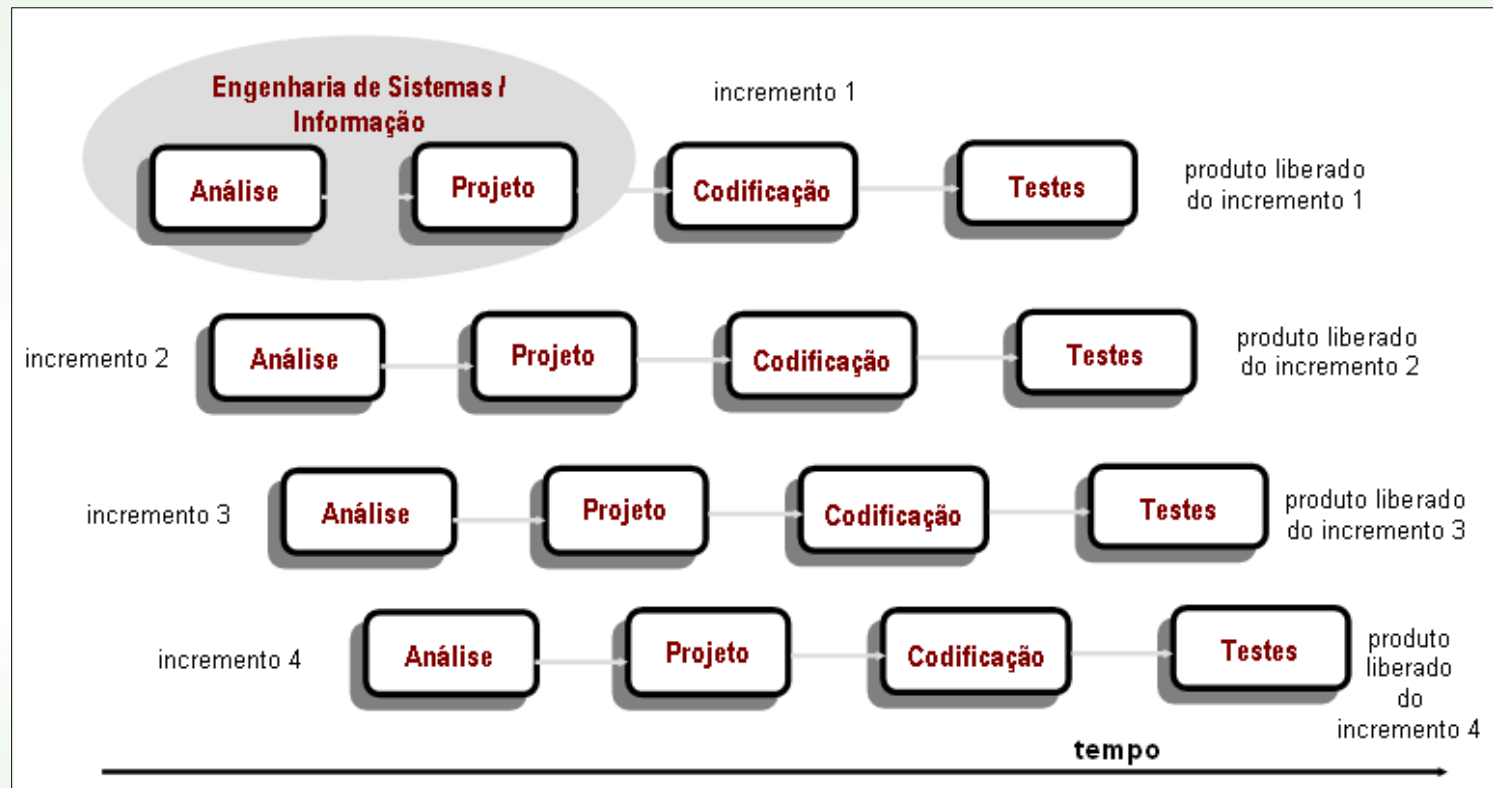 Engenharia de Sistemas /
Informação
incremento 1
Análise
Projeto
Codificação
Testes
produto liberado
do incremento 1
incremento 2
Análise
Projeto
Codificação
Testes
produto liberado
do incremento 2
incremento 3
Análise
Projeto
Codificação
Testes
produto liberado
do incremento 3
incremento 4
Análise
Projeto
Codificação
Testes
produto
liberado
do
incremento 4
tempo